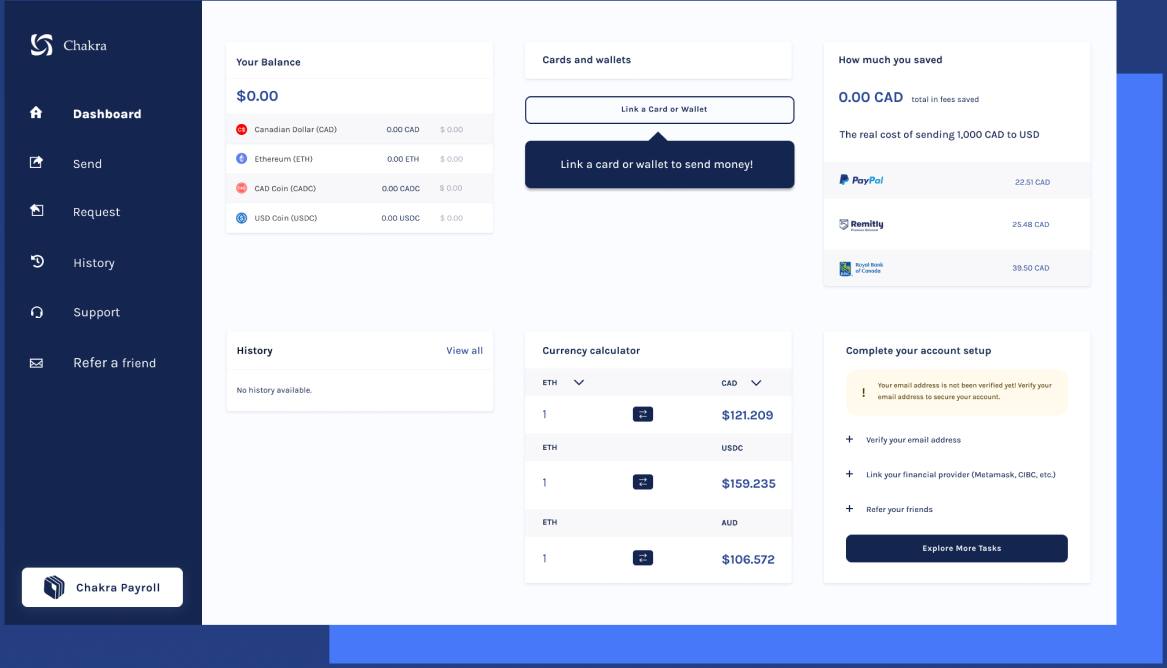 Chakra
Dashboard
Send
Request
History
Support
Refer a friend
Chakra Payroll
Your Balance
$0.00
Canadian Dollar (CAD) 0.00 CAD $ 0.00
Ethereum (ETH) 0.00 ETH $ 0.00
CAD Coin (CADC) 0.00 CADC $ 0.00
USD Coin (USDC) 0.00 USDC $ 0.00
Cards and wallets
Link a Card or Wallet
Link a card or wallet to send money!
How much you saved
0.00 CAD total in fees saved
The real cost of sending 1,000 CAD to USD
PayPal 22.51 CAD
Remitly 25.48 CAD
Royal Bank
of Canada 39.50 CAD
History View all
No history available.
Currency calculator
ETH CAD
1 $121.209
ETH USDC
1 $159.235
ETH AUD
1 $106.572
Complete your account setup
! Your email address is not been verified yet! Verify your
email address to secure your account.
+ Verify your email address
+ Link your financial provider (Metamask, CIBC, etc.)
+ Refer your friends
Explore More Tasks